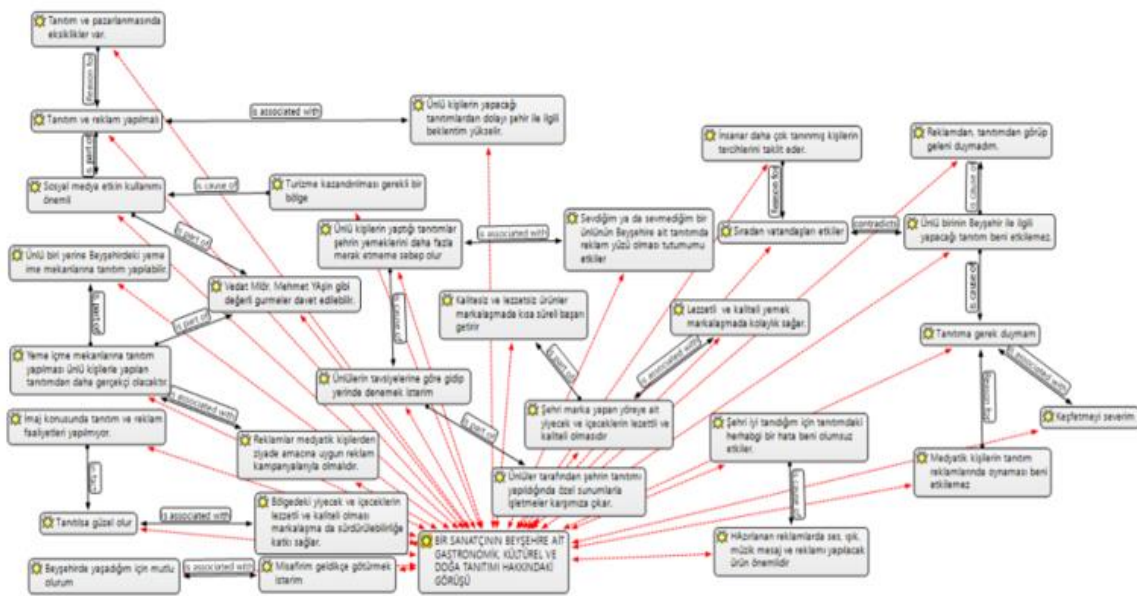 Tanıtım ve pazarlanmasında
eksiklikler var.
Reason for
Tanıtım ve reklam yapılmalı
is associated with
Ünlü kişilerin yapacağı
tanıtımlardan dolayı şehir ile ilgili
beklentim yükselir.
İnsanar daha çok tanınmış kişilerin
tercihlerini taklit eder.
Reklamdan, tanıtımdan görüp
geleni duymadım.
is part of
is cause of
Reason for
is cause of
Sosyal medya etkin kullanımı
önemli
Turizme kazandırılması gerekli bir
bölge
Ünlü kişilerin yaptığı tanıtımlar
şehrin yemeklerini daha fazla
merak etmeme sebep olur
is associated with
Sevdiğim ya da sevmediğim bir
ünlünün Beyşehire ait tanıtımda
reklam yüzü olması tutumumu
etkiler
Sıradan vatandaşları etkiler
contradicts
Ünlü birinin Beyşehir ile ilgili
yapacağı tanıtım beni etkilemez.
is part of
Ünlü biri yerine Beyşehirdeki yeme
ime mekanlarına tanıtım yapılabilir.
Vedat Milör, Mehmet YAşin gibi
değerli gurmeler davet edilebilir.
Kalitesiz ve lezzetsiz ürünler
markalaşmada kısa süreli başarı
getirir
Lezzetli ve kaliteli yemek
markalaşmada kolaylık sağlar.
is cause of
is part of
is part of
is cause of
Tanıtıma gerek duymam
Yeme içme mekanlarına tanıtım
yapılması ünlü kişilerle yapılan
tanıtımdan daha gerçekçi olacaktır.
Ünlülerin tavsiyelerine göre gidip
yerinde denemek isterim
is part of
is associated with
is associated with
Reason for
is associated with
İmaj konusunda tanıtım ve reklam
faaliyetleri yapılmıyor.
Reklamlar medyatik kişilerden
ziyade amacına uygun reklam
kampanyalarıyla olmalıdır.
is part of
Şehri marka yapan yöreye ait
yiyecek ve içeceklerin lezzetli ve
kaliteli olmasıdır
Şehri iyi tanıdığım için tanıtımdaki
herhabgi bir hata beni olumsuz
etkiler.
Keşfetmeyi severim
Ünlüler tarafından şehrin tanıtımı
yapıldığında özel sunumlarla
işletmeler karşımıza çıkar.
Medyatik kişilerin tanıtım
reklamlarında oynaması beni
etkilemez
is cause of
Tanıtılsa güzel olur
is associated with
Bölgedeki yiyecek ve içeceklerin
lezzetli ve kaliteli olması
markalaşma da sürdürülebilirliğe
katkı sağlar.
BİR SANATÇININ BEYŞEHRE AİT
GASTRONOMİK, KÜLTÜREL VE
DOĞA TANITIMI HAKKINDAKİ
GÖRÜŞÜ
HAzırlanan reklamlarda ses, ışık,
müzik mesaj ve reklamı yapılacak
ürün önemlidir
Beyşehirde yaşadığım için mutlu
olurum
is associated with
Misafirim geldikçe götürmek
isterim